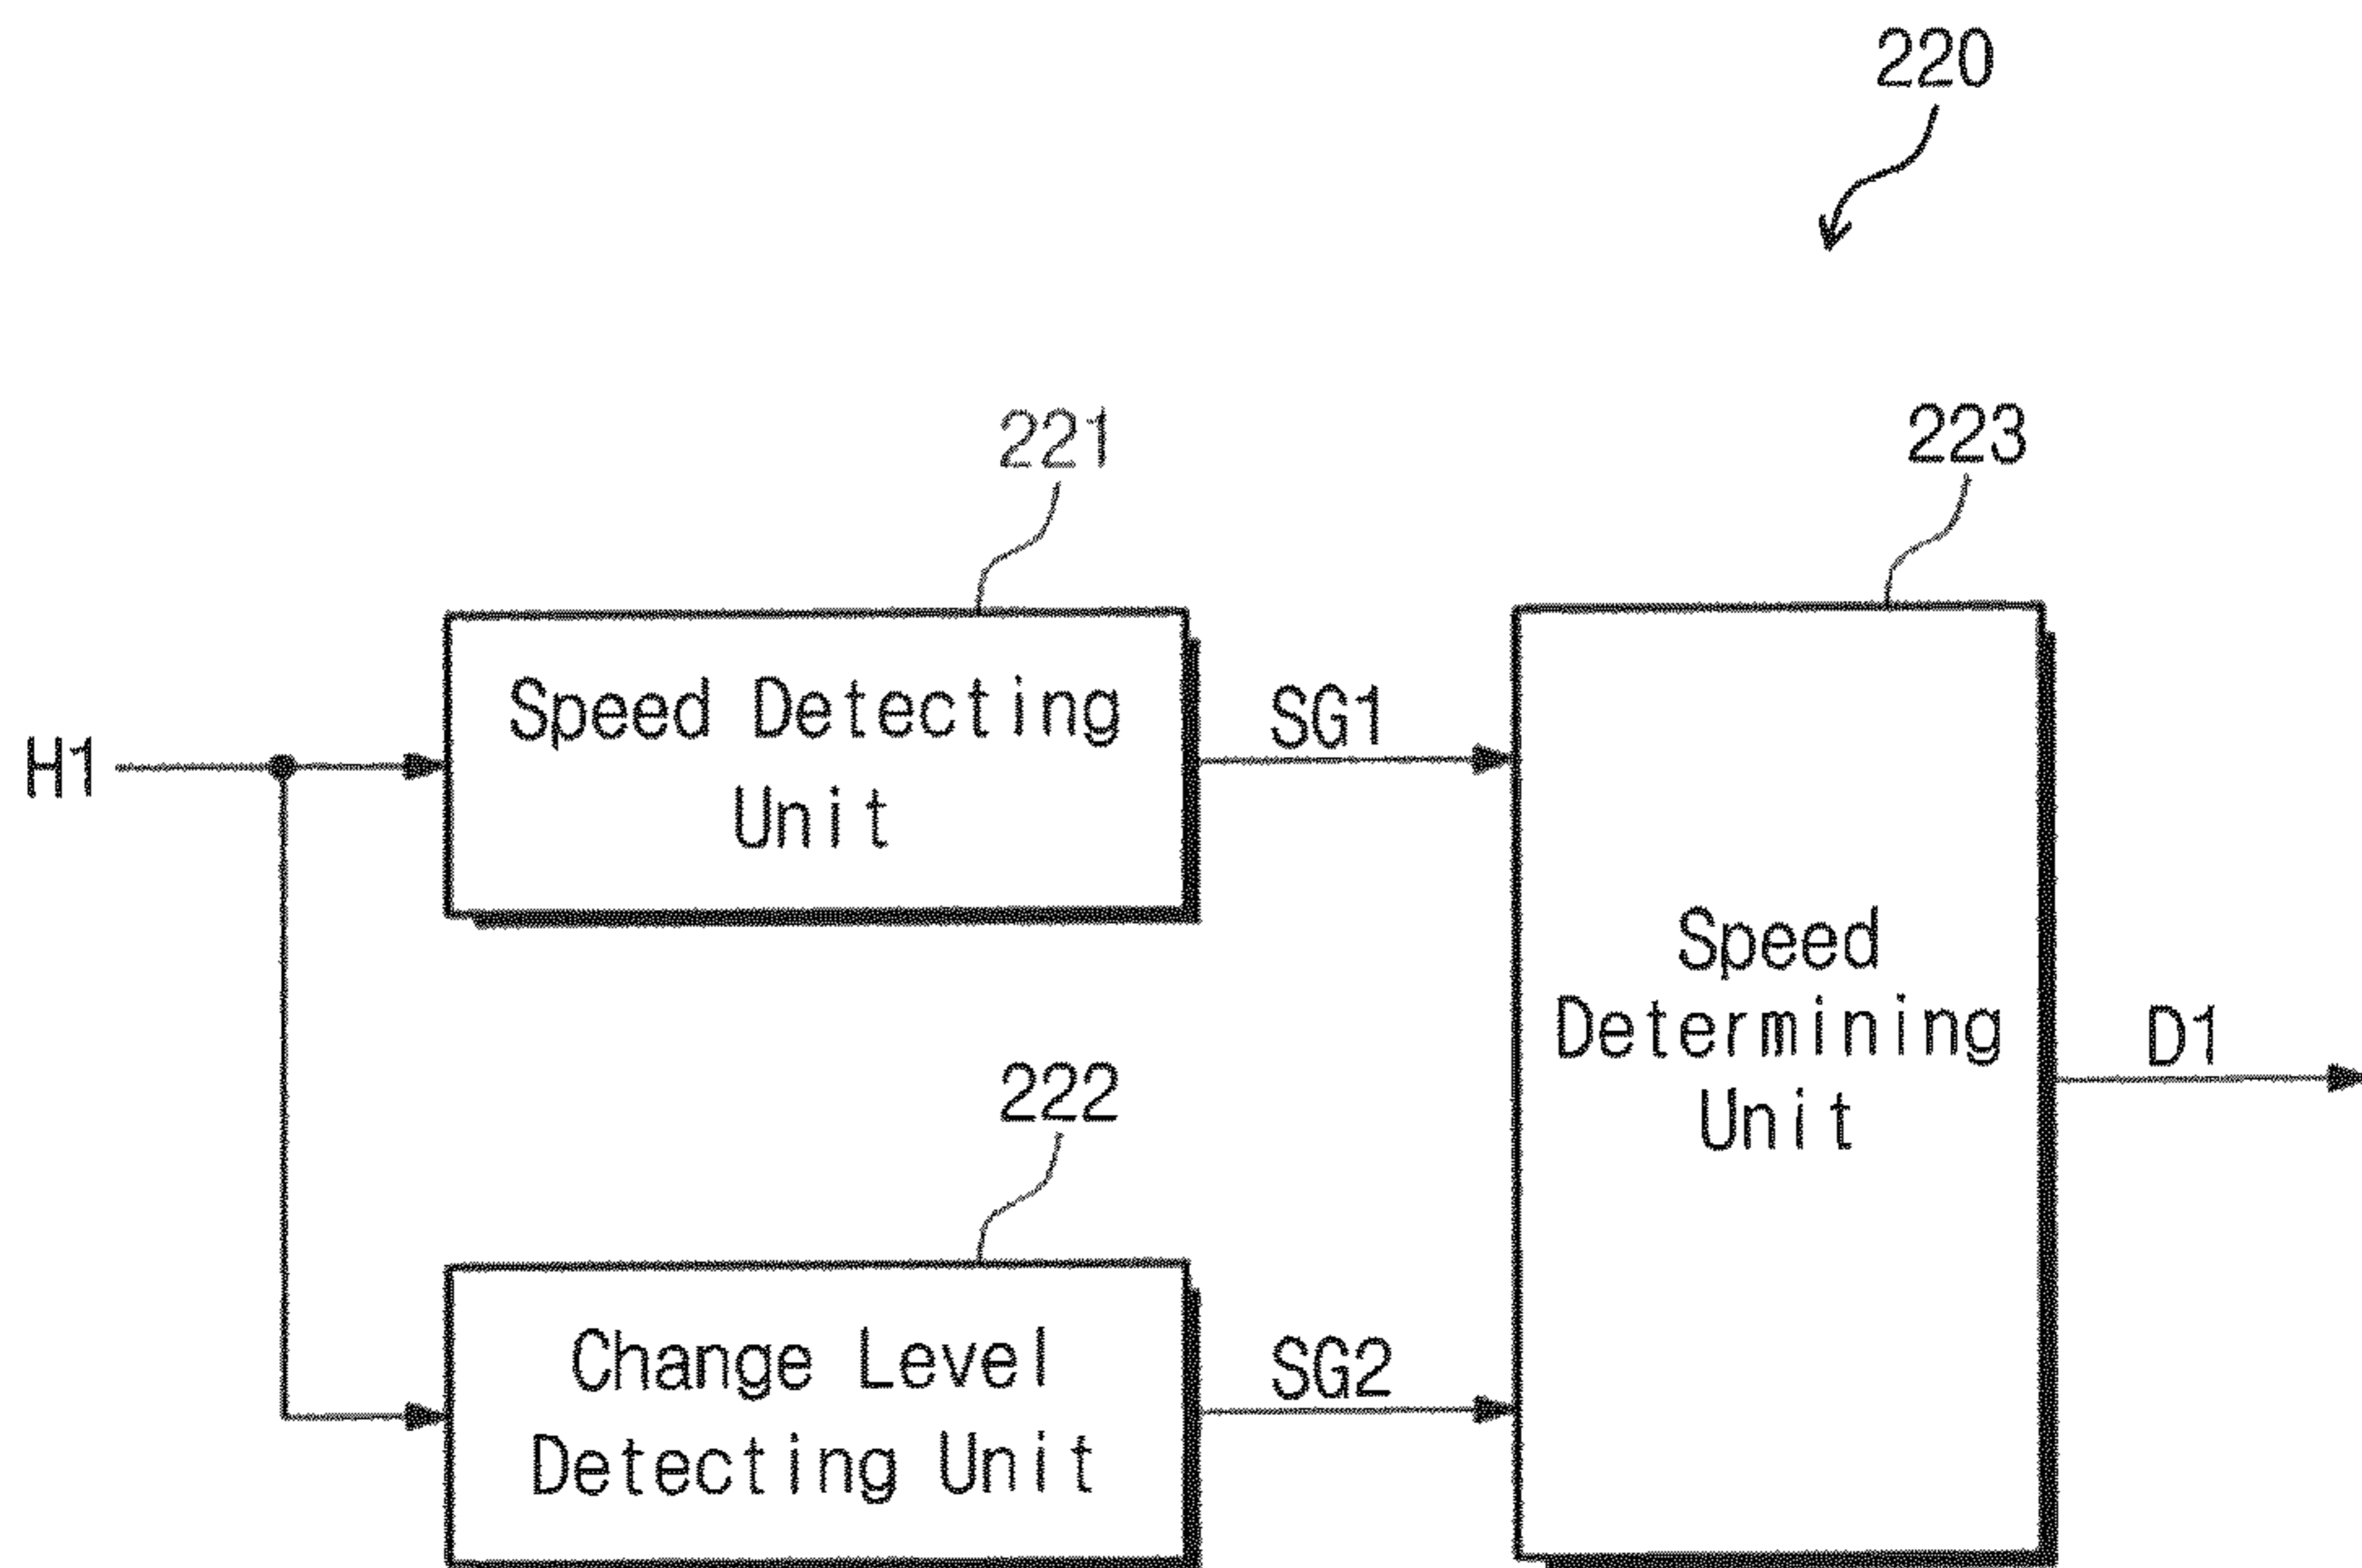 220
221
223
H1
Speed Detecting
Unit
SG1
Speed
Determining
Unit
D1
222
Change Level
Detecting Unit
SG2